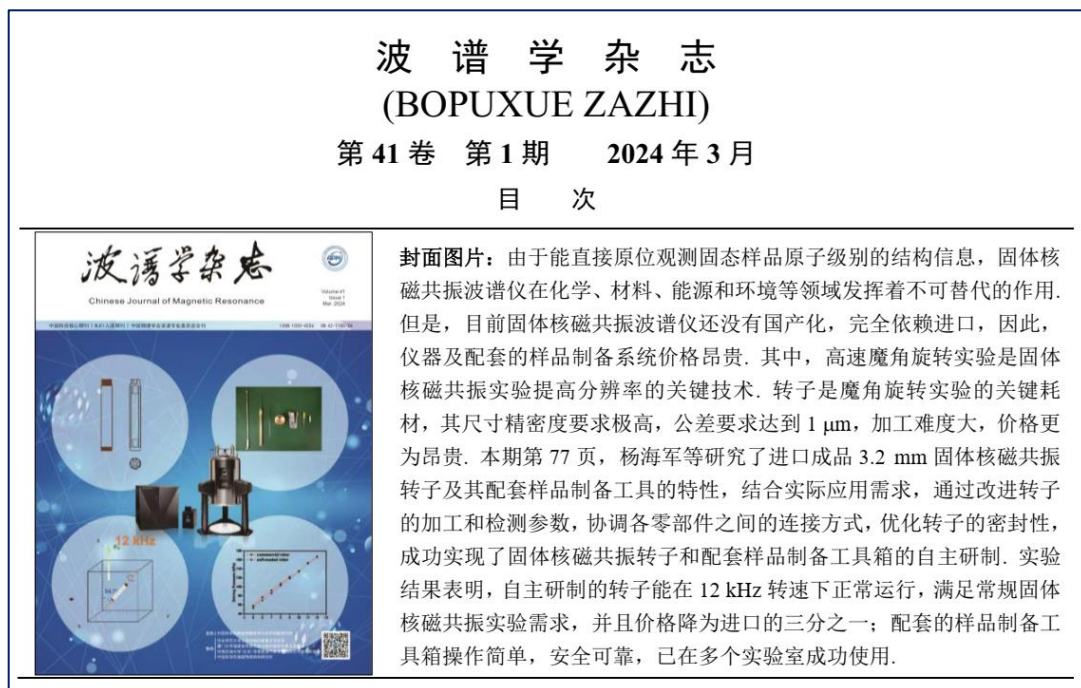 波 谱 学 杂 志
(BOPUXUE ZAZHI)
第 41 卷 第 1 期 2024 年 3 月
目 次
波谱学杂志
Chinese Journal of Magnetic Resonance
Volume 41
Issue 1
Mar. 2024
12 kHz
封面图片：由于能直接原位观测固态样品原子级别的结构信息，固体核
磁共振波谱仪在化学、材料、能源和环境等领域发挥着不可替代的作用.
但是，目前固体核磁共振波谱仪还没有国产化，完全依赖进口，因此，
仪器及配套的样品制备系统价格昂贵. 其中，高速魔角旋转实验是固体
核磁共振实验提高分辨率的关键技术. 转子是魔角旋转实验的关键耗
材，其尺寸精密度要求极高，公差要求达到 1 μm，加工难度大，价格更
为昂贵. 本期第 77 页，杨海军等研究了进口成品 3.2 mm 固体核磁共振
转子及其配套样品制备工具的特性，结合实际应用需求，通过改进转子
的加工和检测参数，协调各零部件之间的连接方式，优化转子的密封性，
成功实现了固体核磁共振转子和配套样品制备工具箱的自主研制. 实验
结果表明，自主研制的转子能在 12 kHz 转速下正常运行，满足常规固体
核磁共振实验需求，并且价格降为进口的三分之一；配套的样品制备工
具箱操作简单，安全可靠，已在多个实验室成功使用.